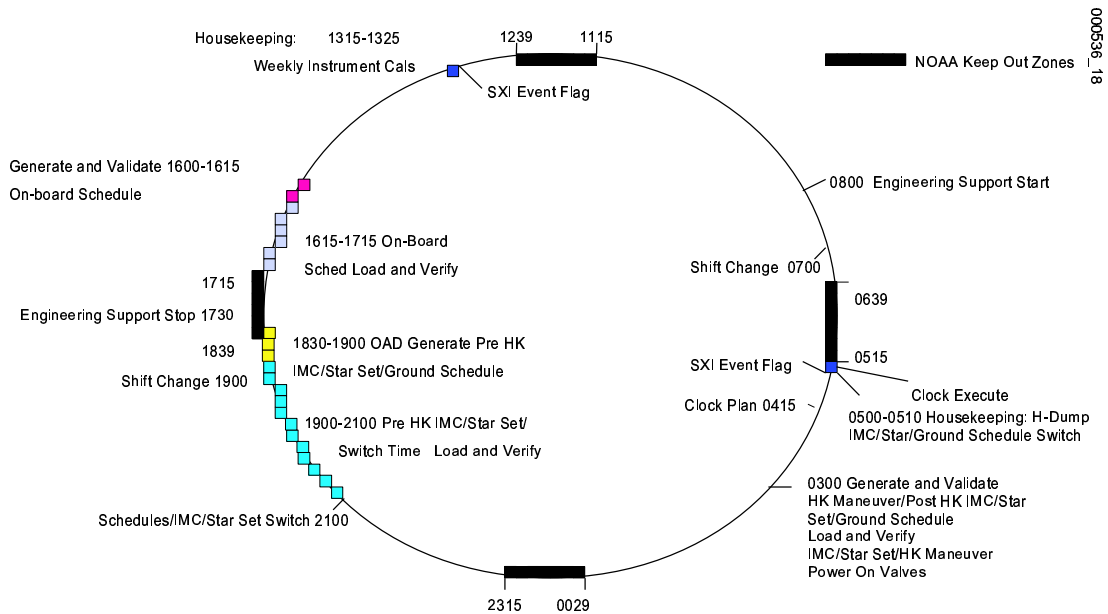 000536_18
Housekeeping: 1315-1325
Weekly Instrument Cals
1239
1115
NOAA Keep Out Zones
SXI Event Flag
Generate and Validate 1600-1615
On-board Schedule
0800 Engineering Support Start
1615-1715 On-Board
Sched Load and Verify
Shift Change 0700
1715
0639
Engineering Support Stop 1730
1839
1830-1900 OAD Generate Pre HK
IMC/Star Set/Ground Schedule
0515
SXI Event Flag
Shift Change 1900
Clock Execute
Clock Plan 0415
0500-0510 Housekeeping: H-Dump
IMC/Star/Ground Schedule Switch
1900-2100 Pre HK IMC/Star Set/
Switch Time Load and Verify
0300 Generate and Validate
HK Maneuver/Post HK IMC/Star
Set/Ground Schedule
Load and Verify
IMC/Star Set/HK Maneuver
Power On Valves
Schedules/IMC/Star Set Switch 2100
2315
0029